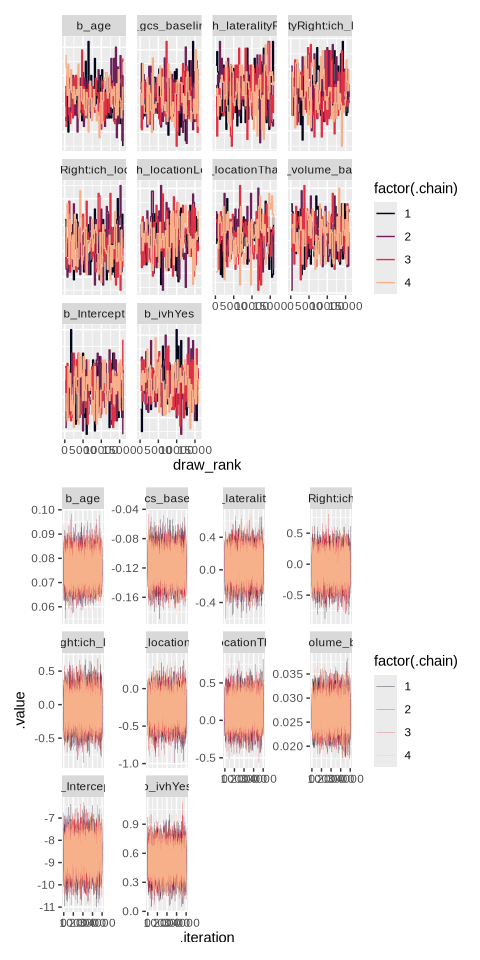 b_age
_gcs_baselin
h_lateralityR
tyRight:ich_l
Right:ich_loc
h_locationLo
_locationTha
_volume_ba
b_Intercept
b_ivhYes
draw_rank
factor(.chain)
1
2
3
4
b_age
cs_base
_lateralit
Right:ich
0.10
0.09
0.08
0.07
0.06
-0.04
-0.08
-0.12
-0.16
0.4
0.0
-0.4
0.5
0.0
-0.5
ght:ich_l
_location
ocationTh
olume_b
0.5
0.0
-0.5
0.0
-0.5
-1.0
0.5
0.0
-0.5
0.035
0.030
0.025
0.020
_Intercep
b_ivhYes
-7
-8
-9
-10
-11
0.9
0.6
0.3
0.0
.value
.iteration
factor(.chain)
1
2
3
4